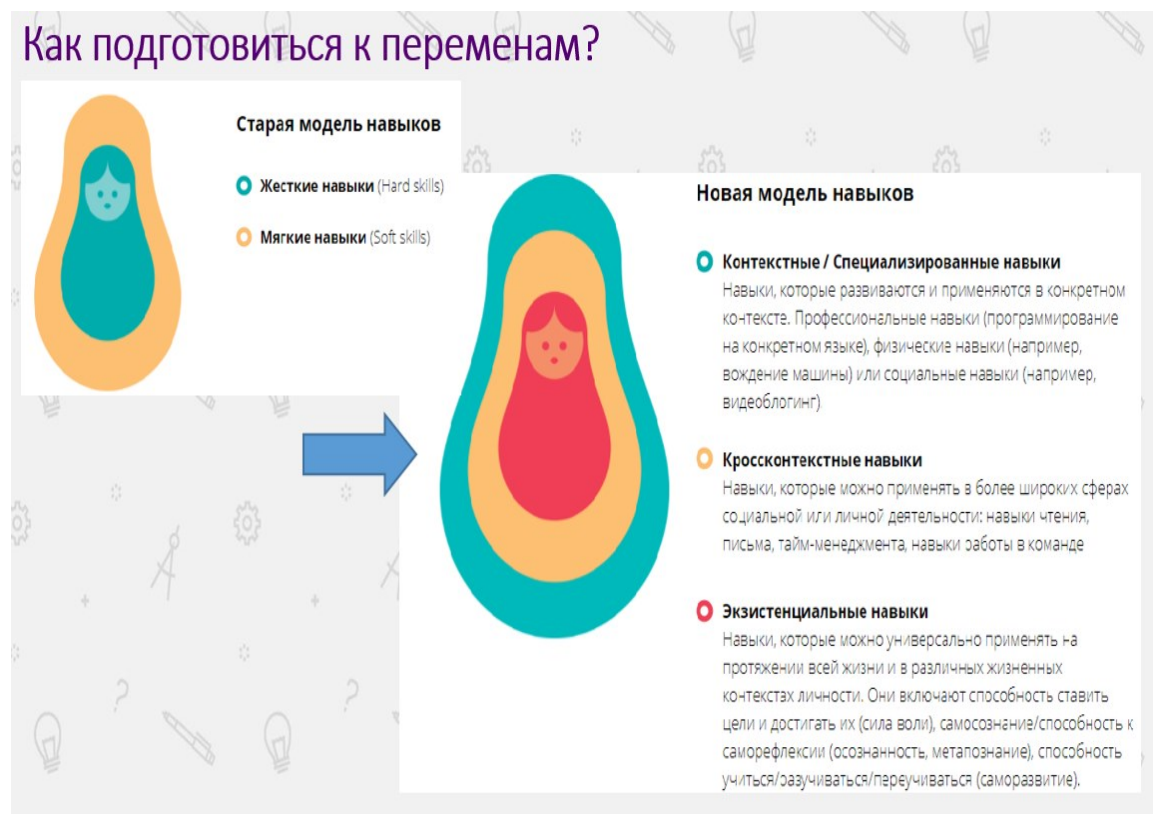 Как подготовиться к переменам?
Старая модель навыков
Жесткие навыки (Hard skills)
Мягкие навыки (Soft skills)
Новая модель навыков
Контекстные / Специализированные навыки
Навыки, которые развиваются и применяются в конкретном
контексте. Профессиональные навыки (программирование
на конкретном языке), физические навыки (например,
вождение машины) или социальные навыки (например,
видеоблогинг)
Кроссконтекстные навыки
Навыки, которые можно применять в более широких сферах
социальной или личной деятельности: навыки чтения,
письма, тайм-менеджмента, навыки работы в команде
Экзистенциальные навыки
Навыки, которые можно универсально применять на
протяжении всей жизни и в различных жизненных
контекстах личности. Они включают способность ставить
цели и достигать их (сила воли), самосознание/способность к
саморефлексии (осознанность, метапознание), способность
учиться/разучиваться/переучиваться (саморазвитие).